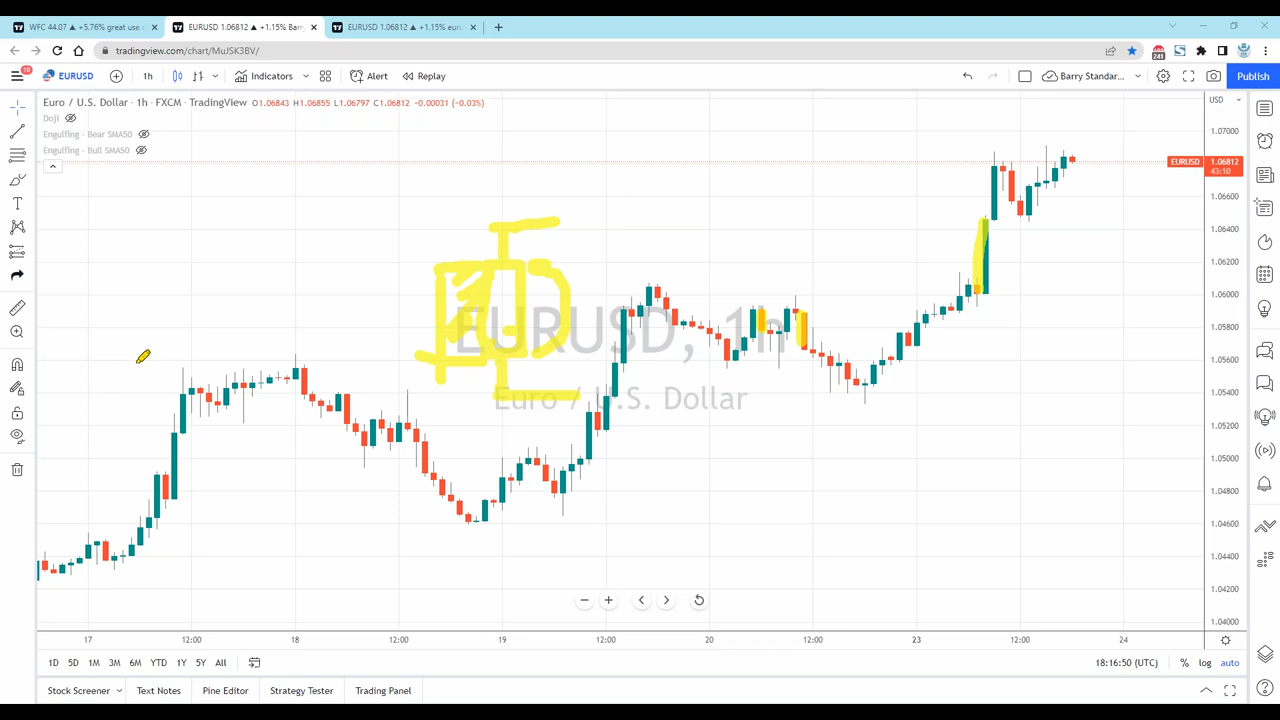 WFC 44.07 ▲ +5.76% great use
EURUSD 1.06812 ▲ +1.15% Barr
EURUSD 1.06812 ▲ +1.15% euru
tradingview.com/chart/MuJSK3BV/
241
10
EURUSD
1h
Indicators
Alert
Replay
Barry Standar...
Publish
Euro / U.S. Dollar · 1h · FXCM · TradingView O1.06843 H1.06855 L1.06797 C1.06812 −0.00031 (−0.03%)
USD
Doji
Engulfing - Bear SMA50
Engulfing - Bull SMA50
1.07000
EURUSD 1.06812
43:10
1.06600
1.06400
1.06200
1.06000
1.05800
1.05600
1.05400
1.05200
1.05000
1.04800
1.04600
1.04400
1.04200
1.04000
EURUSD, 1h
Euro / U.S. Dollar
17 12:00 18 12:00 19 12:00 20 12:00 23 12:00 24
1D 5D 1M 3M 6M YTD 1Y 5Y All
18:16:50 (UTC) % log auto
Stock Screener Text Notes Pine Editor Strategy Tester Trading Panel